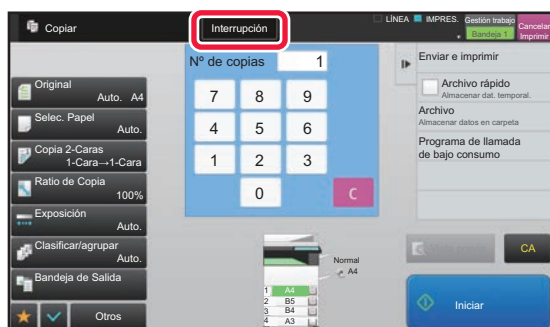 Copiar
Interrupción
LÍNEA
IMPRES.
Gestión trabajo
Bandeja 1
Cancelar
Imprimir
Nº de copias
1
7 8 9
4 5 6
1 2 3
0 C
Original
Auto. A4
Selec. Papel
Auto.
Copia 2-Caras
1-Cara→1-Cara
Ratio de Copia
100%
Exposición
Auto.
Clasificar/agrupar
Auto.
Bandeja de Salida
Otros
Normal
A4
1 A4
2 B5
3 B4
4 A3
Enviar e imprimir
Archivo rápido
Almacenar dat. temporal.
Archivo
Almacenar datos en carpeta
Programa de llamada
de bajo consumo
CA
Iniciar